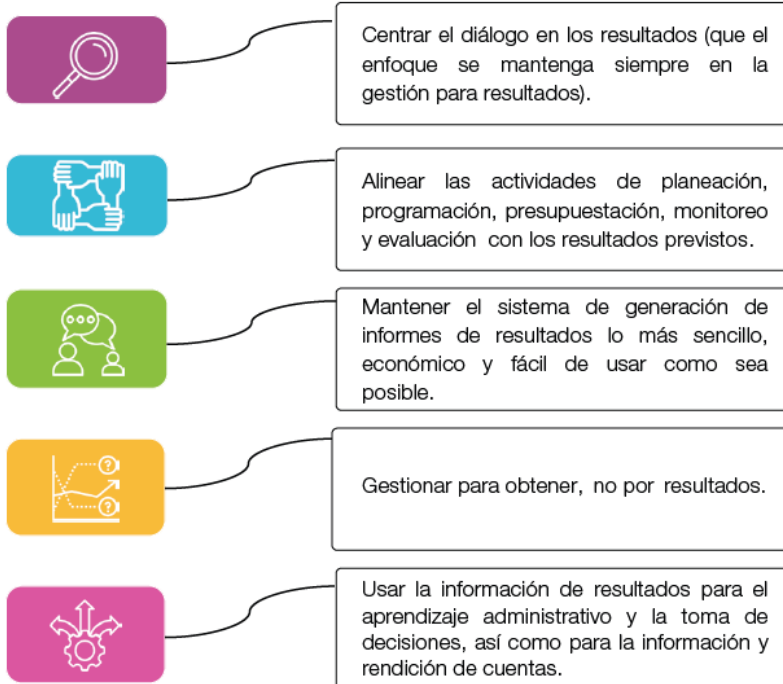 Centrar el diálogo en los resultados (que el
enfoque se mantenga siempre en la
gestión para resultados).
Alinear las actividades de planeación,
programación, presupuestación, monitoreo
y evaluación con los resultados previstos.
Mantener el sistema de generación de
informes de resultados lo más sencillo,
económico y fácil de usar como sea
posible.
? 
?
Gestionar para obtener, no por resultados.
Usar la información de resultados para el
aprendizaje administrativo y la toma de
decisiones, así como para la información y
rendición de cuentas.